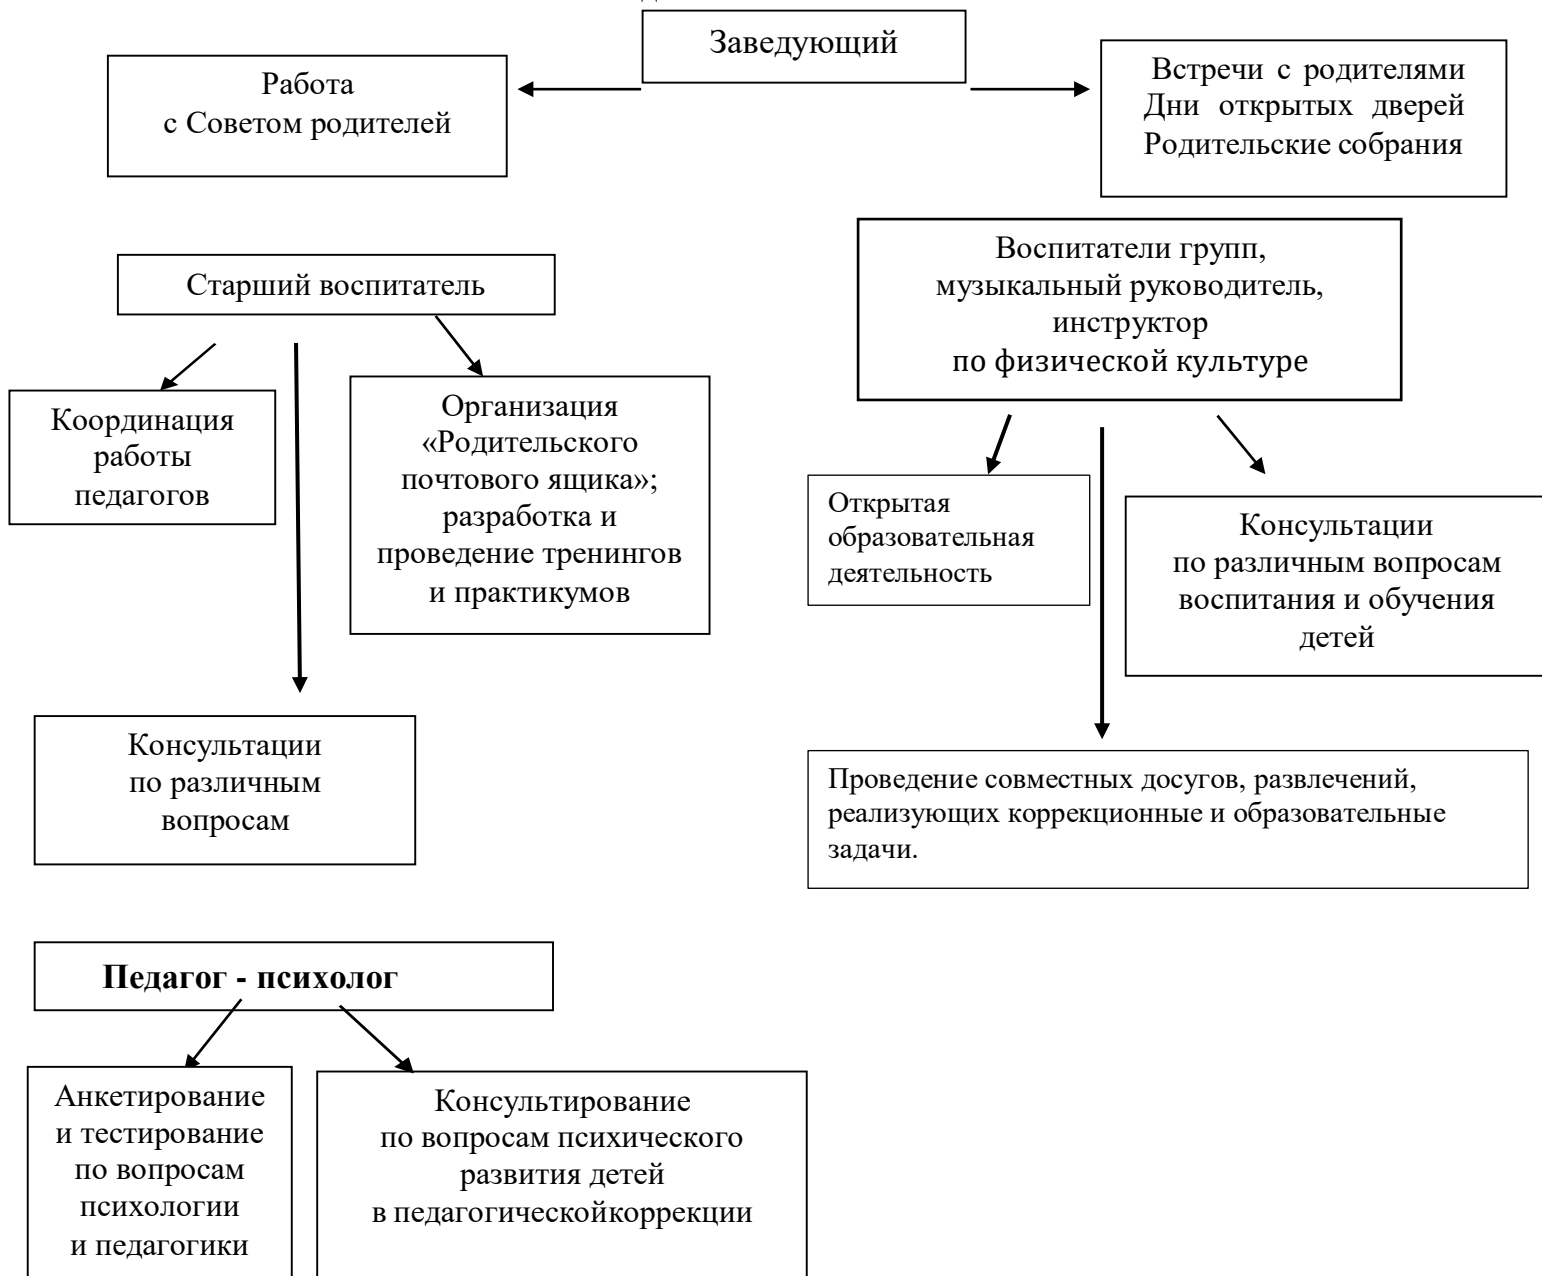 Заведующий
Работа
с Советом родителей
Встречи с родителями
Дни открытых дверей
Родительские собрания
Старший воспитатель
Воспитатели групп,
музыкальный руководитель,
инструктор
по физической культуре
Координация
работы
педагогов
Организация
«Родительского
почтового ящика»;
разработка и
проведение тренингов
и практикумов
Открытая
образовательная
деятельность
Консультации
по различным вопросам
воспитания и обучения
детей
Консультации
по различным
вопросам
Проведение совместных досугов, развлечений,
реализующих коррекционные и образовательные
задачи.
Педагог - психолог
Анкетирование
и тестирование
по вопросам
психологии
и педагогики
Консультирование
по вопросам психического
развития детей
в педагогическойкоррекции